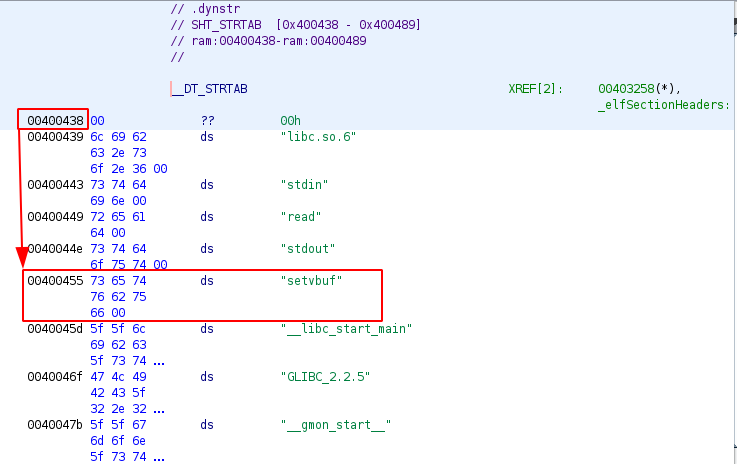 // .dynstr
// SHT_STRTAB [0x400438 - 0x400489]
// ram:00400438-ram:00400489
//
__DT_STRTAB XREF[2]: 00403258(*),
_elfSectionHeaders:
00400438 00 ?? 00h
00400439 6c 69 62 ds "libc.so.6"
63 2e 73
6f 2e 36 00
00400443 73 74 64 ds "stdin"
69 6e 00
00400449 72 65 61 ds "read"
64 00
0040044e 73 74 64 ds "stdout"
6f 75 74 00
00400455 73 65 74 ds "setvbuf"
76 62 75
66 00
0040045d 5f 5f 6c ds "__libc_start_main"
69 62 63
5f 73 74 ...
0040046f 47 4c 49 ds "GLIBC_2.2.5"
42 43 5f
32 2e 32 ...
0040047b 5f 5f 67 ds "__gmon_start__"
6d 6f 6e
5f 73 74 ...